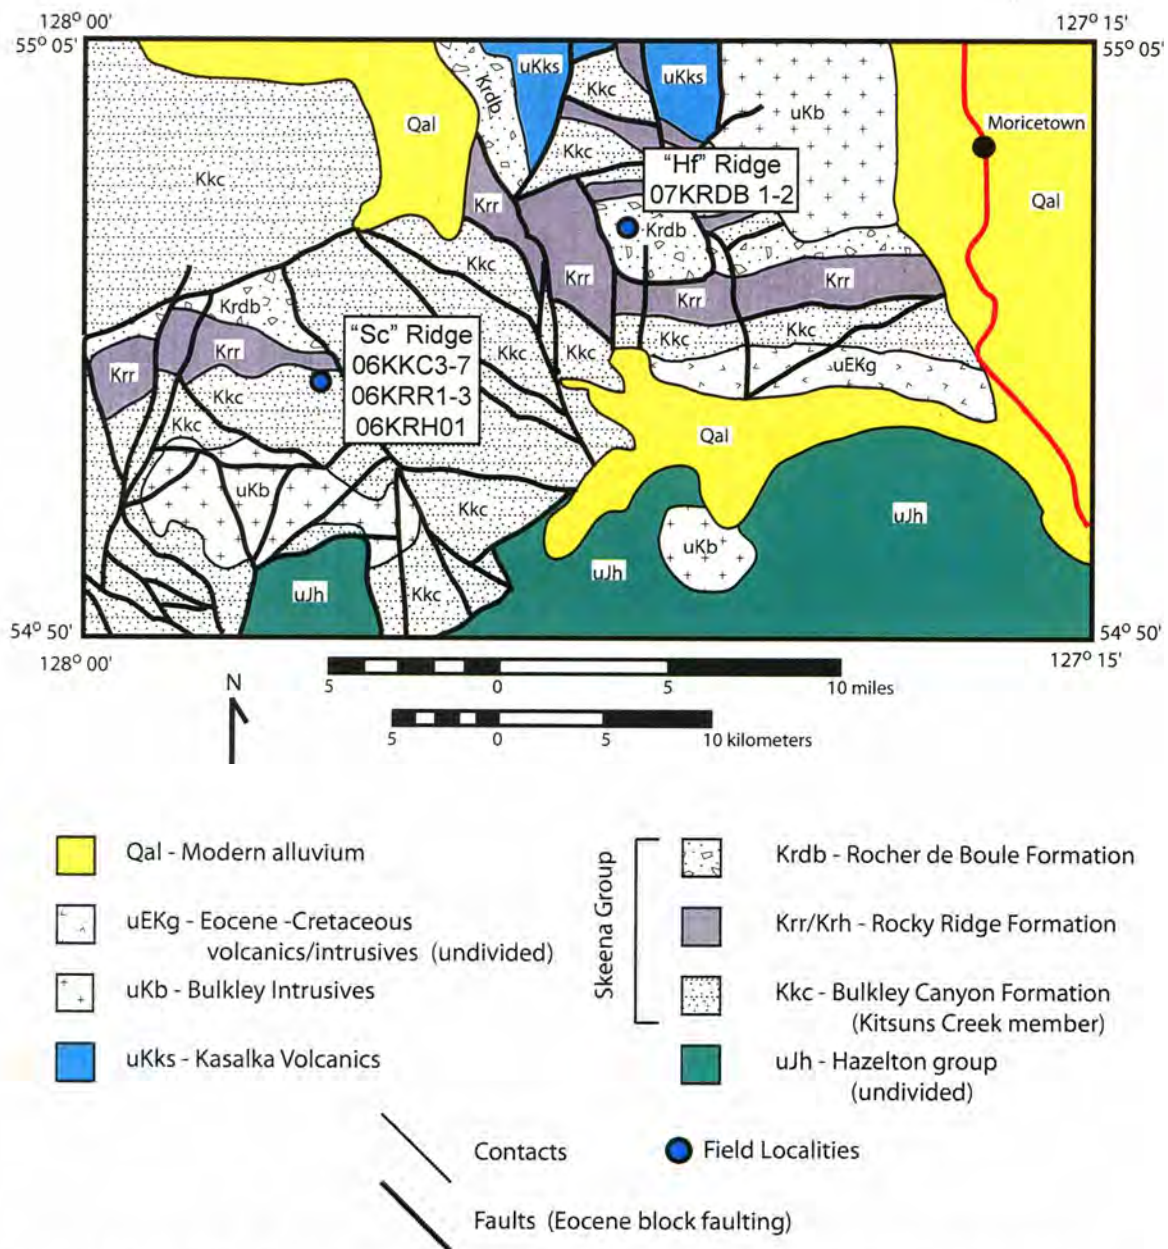 128° 00'
127° 15'
55° 05'
55° 05'
uKks
uKks
Kkc
Krdb
Qal
uKb
Moricetown
Kkc
"Hf" Ridge
07KRDB 1-2
Kkc
Qal
Krr
Krdb
Kkc
Krr
Krr
Krr
Krdb
"Sc" Ridge
06KKC3-7
06KRR1-3
06KRH01
Kkc
Kkc
Kkc
Kkc
Krr
Krr
uEKg
Kkc
Kkc
Qal
uKb
Kkc
uJh
uKb
uJh
uJh
Kkc
54° 50'
54° 50'
128° 00'
127° 15'
N
5 0 5 10 miles
5 0 5 10 kilometers
Qal - Modern alluvium
uEKg - Eocene -Cretaceous
volcanics/intrusives (undivided)
uKb - Bulkley Intrusives
uKks - Kasalka Volcanics
Skeena Group
Krdb - Rocher de Boule Formation
Krr/Krh - Rocky Ridge Formation
Kkc - Bulkley Canyon Formation
(Kitsuns Creek member)
uJh - Hazelton group
(undivided)
Contacts
Field Localities
Faults (Eocene block faulting)